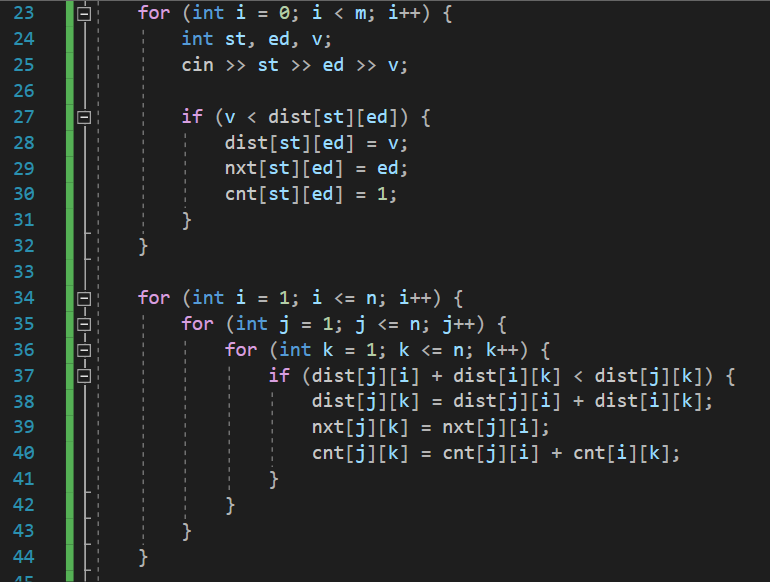 23 for (int i = 0; i < m; i++) {
24 int st, ed, v;
25 cin >> st >> ed >> v;
26
27 if (v < dist[st][ed]) {
28 dist[st][ed] = v;
29 nxt[st][ed] = ed;
30 cnt[st][ed] = 1;
31 }
32 }
33
34 for (int i = 1; i <= n; i++) {
35 for (int j = 1; j <= n; j++) {
36 for (int k = 1; k <= n; k++) {
37 if (dist[j][i] + dist[i][k] < dist[j][k]) {
38 dist[j][k] = dist[j][i] + dist[i][k];
39 nxt[j][k] = nxt[j][i];
40 cnt[j][k] = cnt[j][i] + cnt[i][k];
41 }
42 }
43 }
44 }